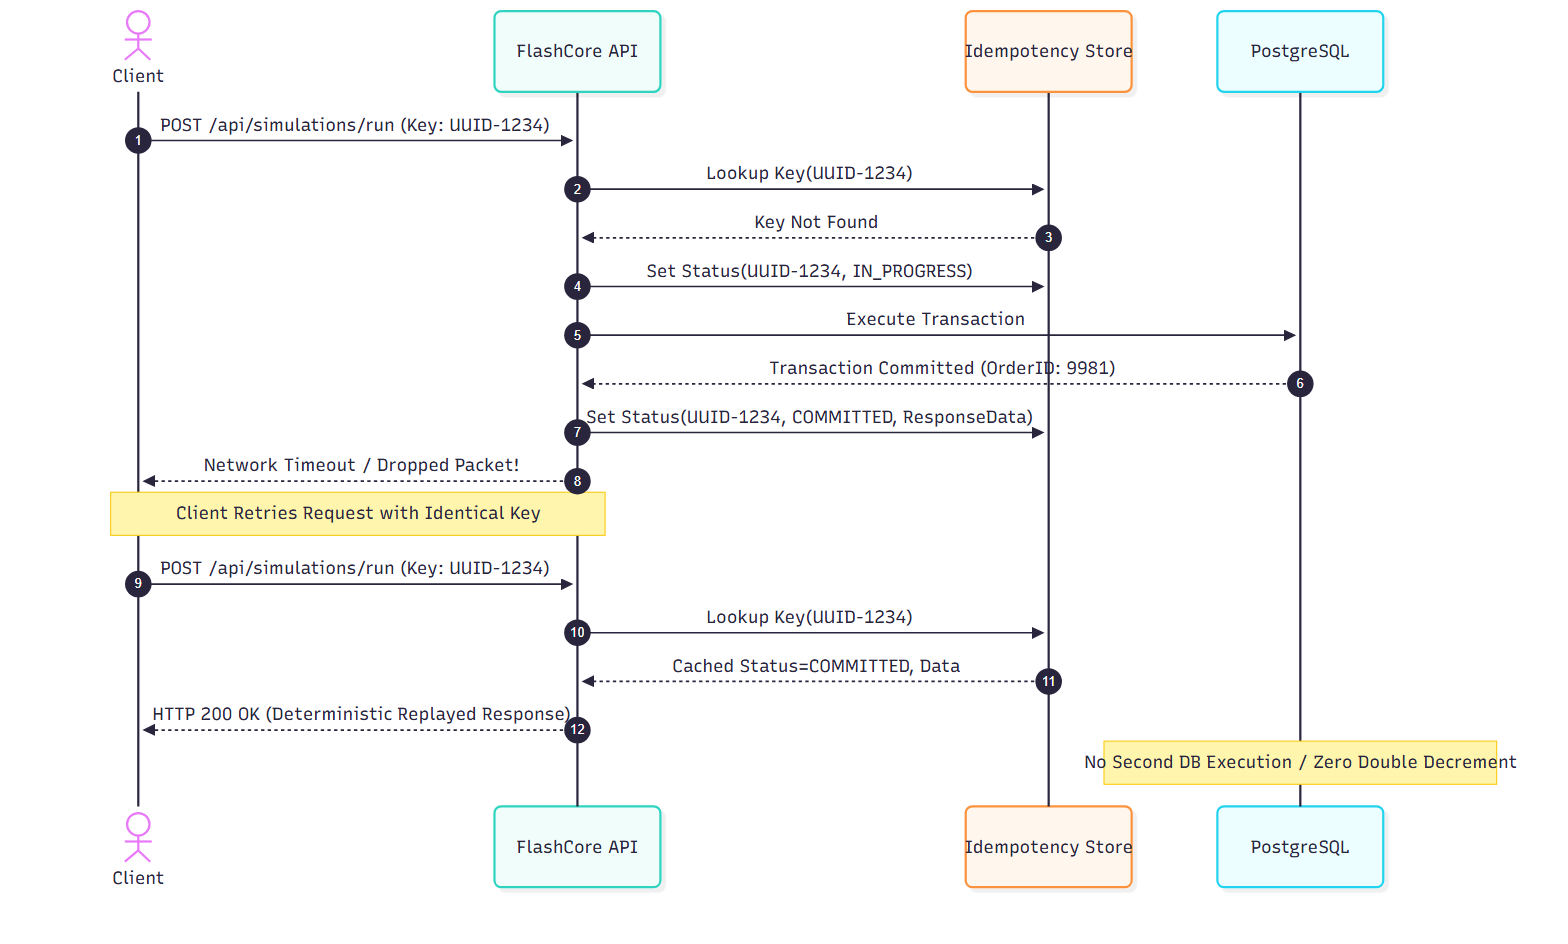 Client
FlashCore API
Idempotency Store
PostgreSQL
1
POST /api/simulations/run (Key: UUID-1234)
2
Lookup Key(UUID-1234)
Key Not Found
3
4
Set Status(UUID-1234, IN_PROGRESS)
5
Execute Transaction
Transaction Committed (OrderID: 9981)
6
7
Set Status(UUID-1234, COMMITTED, ResponseData)
Network Timeout / Dropped Packet!
8
Client Retries Request with Identical Key
9
POST /api/simulations/run (Key: UUID-1234)
10
Lookup Key(UUID-1234)
Cached Status=COMMITTED, Data
11
HTTP 200 OK (Deterministic Replayed Response)
12
No Second DB Execution / Zero Double Decrement
Client
FlashCore API
Idempotency Store
PostgreSQL